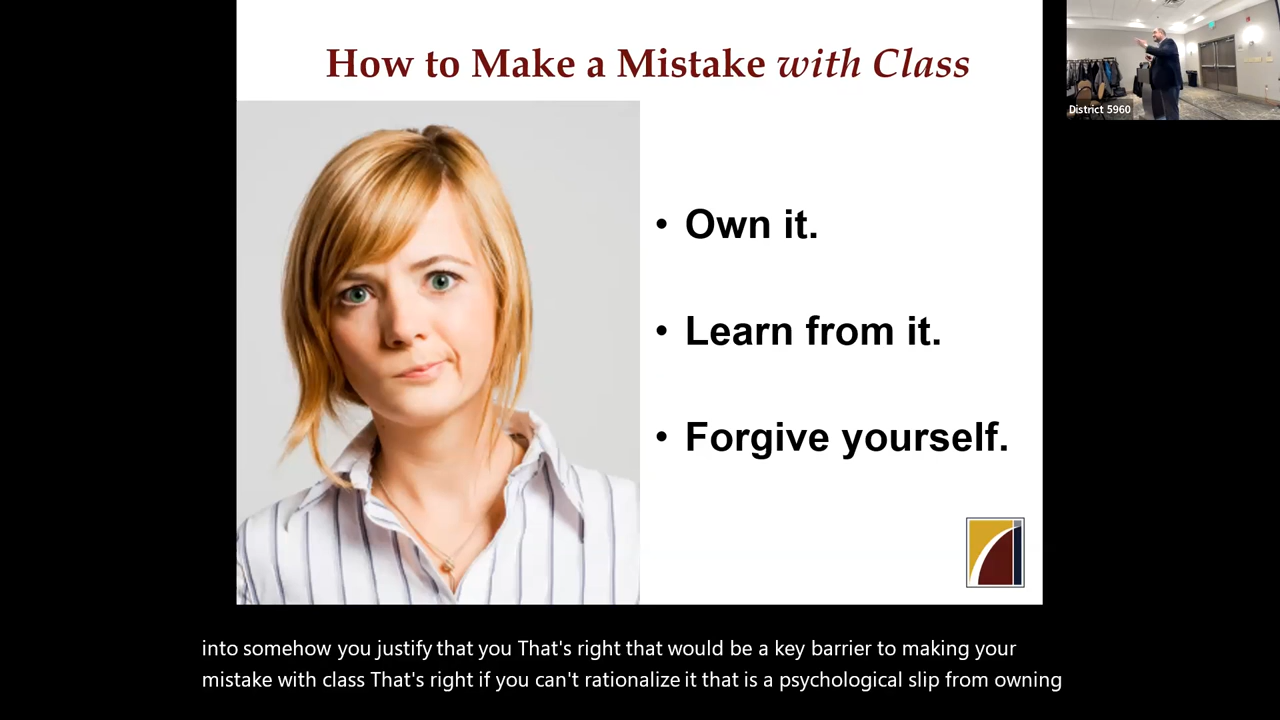 How to Make a Mistake with Class
• Own it.
• Learn from it.
• Forgive yourself.
District 5960
into somehow you justify that you That's right that would be a key barrier to making your
mistake with class That's right if you can't rationalize it that is a psychological slip from owning